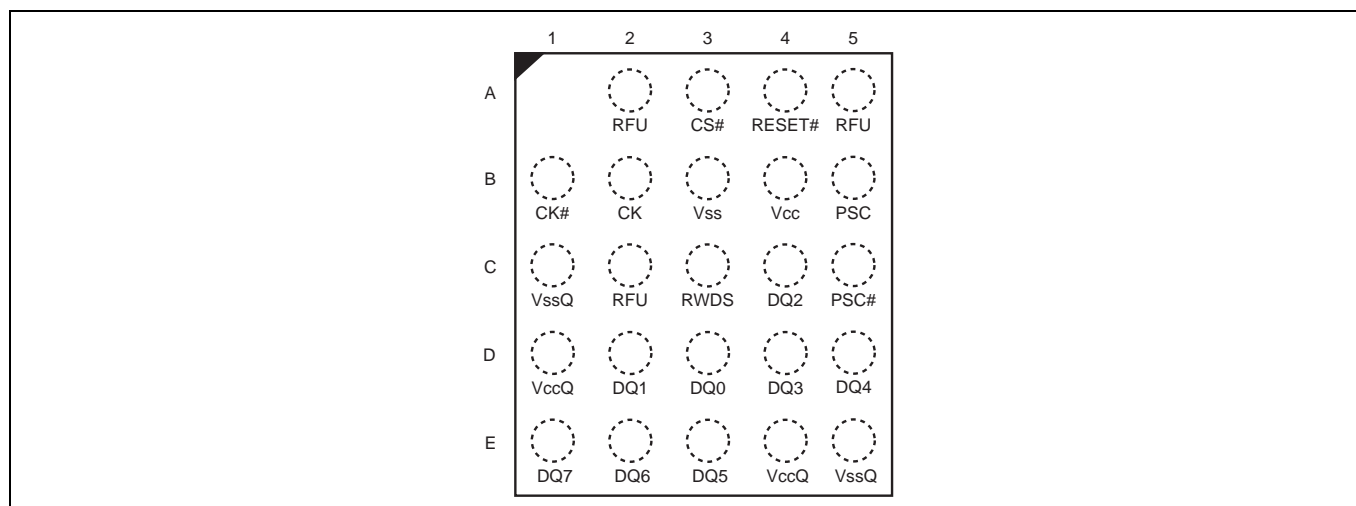 1 2 3 4 5
A
RFU CS# RESET# RFU
B
CK# CK Vss Vcc PSC
C
VssQ RFU RWDS DQ2 PSC#
D
VccQ DQ1 DQ0 DQ3 DQ4
E
DQ7 DQ6 DQ5 VccQ VssQ